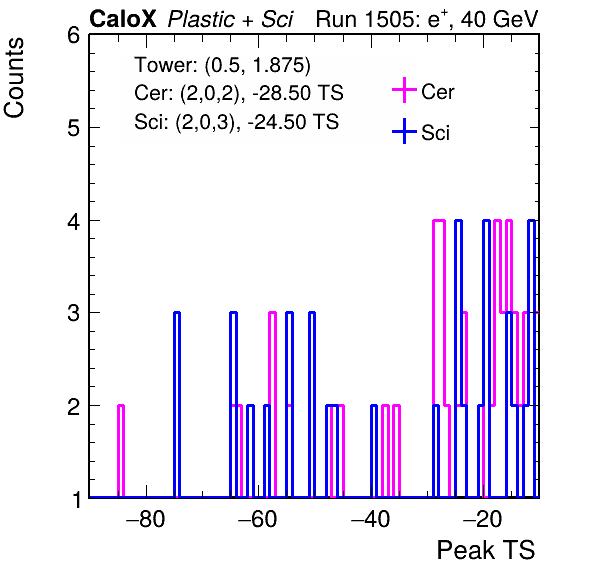 CaloX Plastic + Sci Run 1505: e+, 40 GeV
Counts
Tower: (0.5, 1.875)
Cer: (2,0,2), -28.50 TS
Sci: (2,0,3), -24.50 TS
Cer
Sci
6
5
4
3
2
1
−80 −60 −40 −20
Peak TS